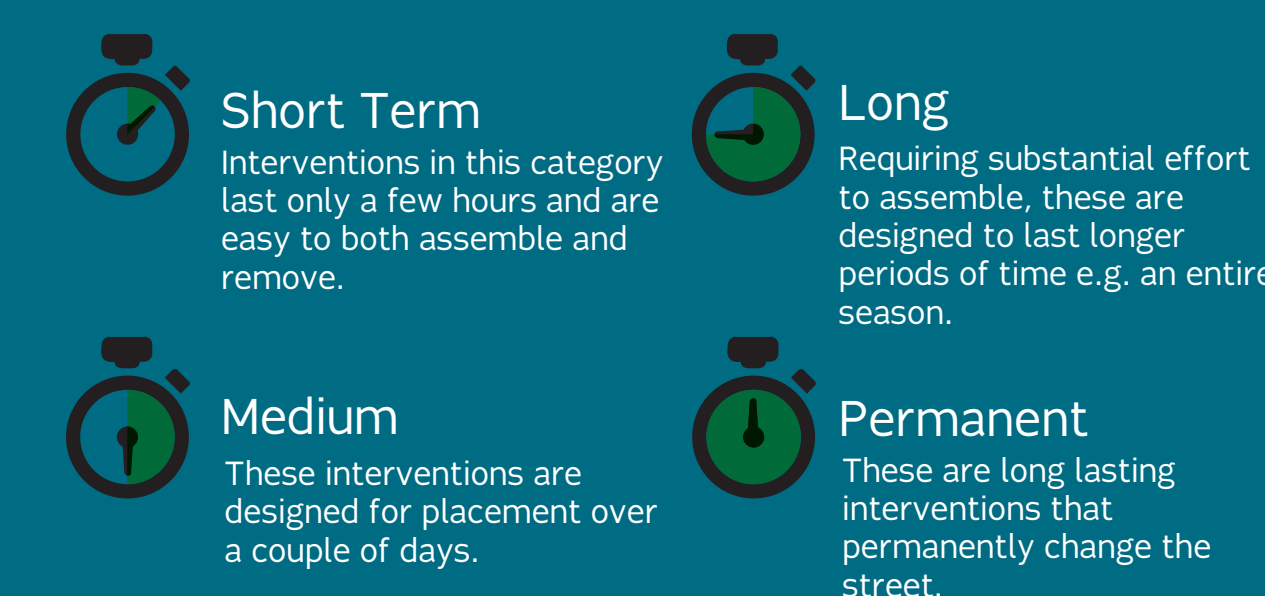 Short Term
Interventions in this category
last only a few hours and are
easy to both assemble and
remove.
Long
Requiring substantial effort
to assemble, these are
designed to last longer
periods of time e.g. an entire
season.
Medium
These interventions are
designed for placement over
a couple of days.
Permanent
These are long lasting
interventions that
permanently change the
street.